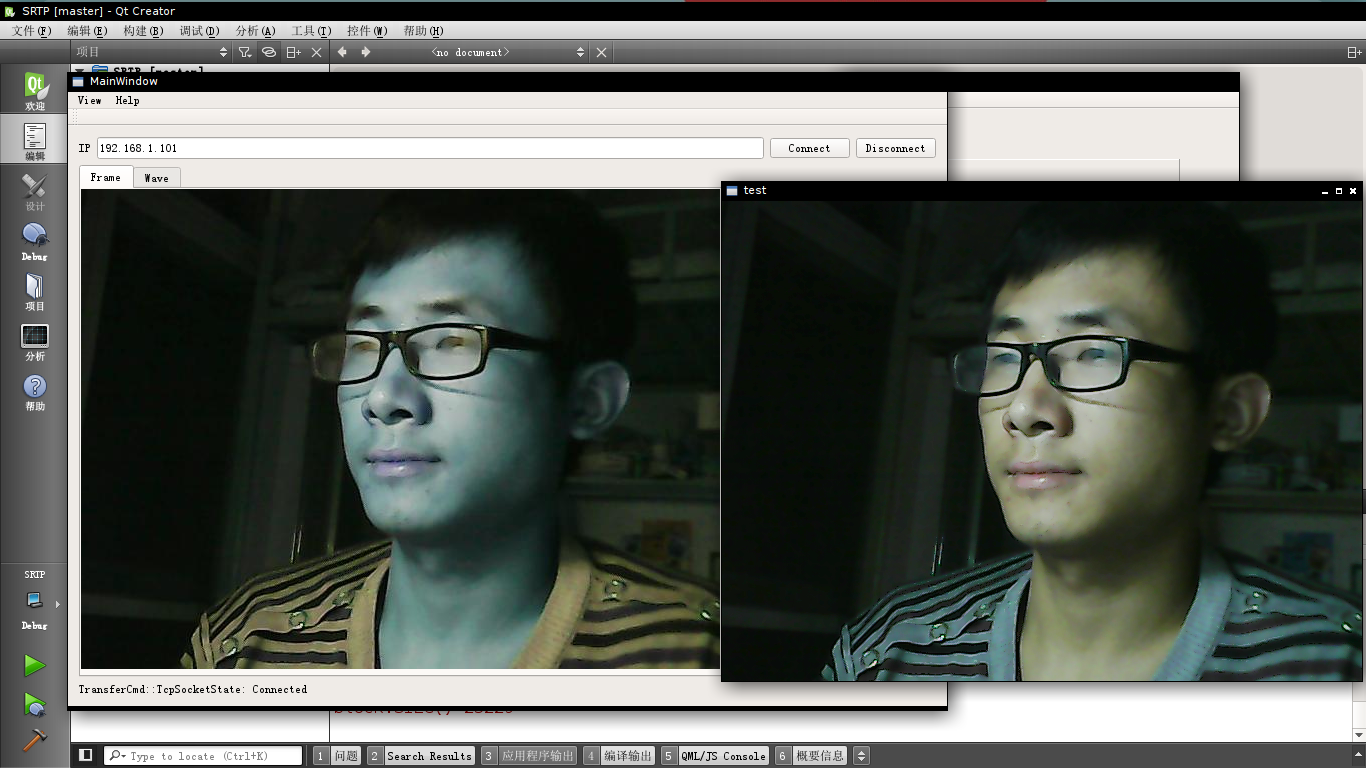 SRTP [master] - Qt Creator
文件(F) 编辑(E) 构建(B) 调试(D) 分析(A) 工具(T) 控件(W) 帮助(H)
项目 <no document>
SRTP [master]
MainWindow
View Help
IP 192.168.1.101 Connect Disconnect
Frame Wave
test
Qt
欢迎
编辑
设计
Debug
项目
分析
帮助
SRTP
Debug
TransferCmd::TcpSocketState: Connected
Type to locate (Ctrl+K) 1 问题 2 Search Results 3 应用程序输出 4 编译输出 5 QML/JS Console 6 概要信息